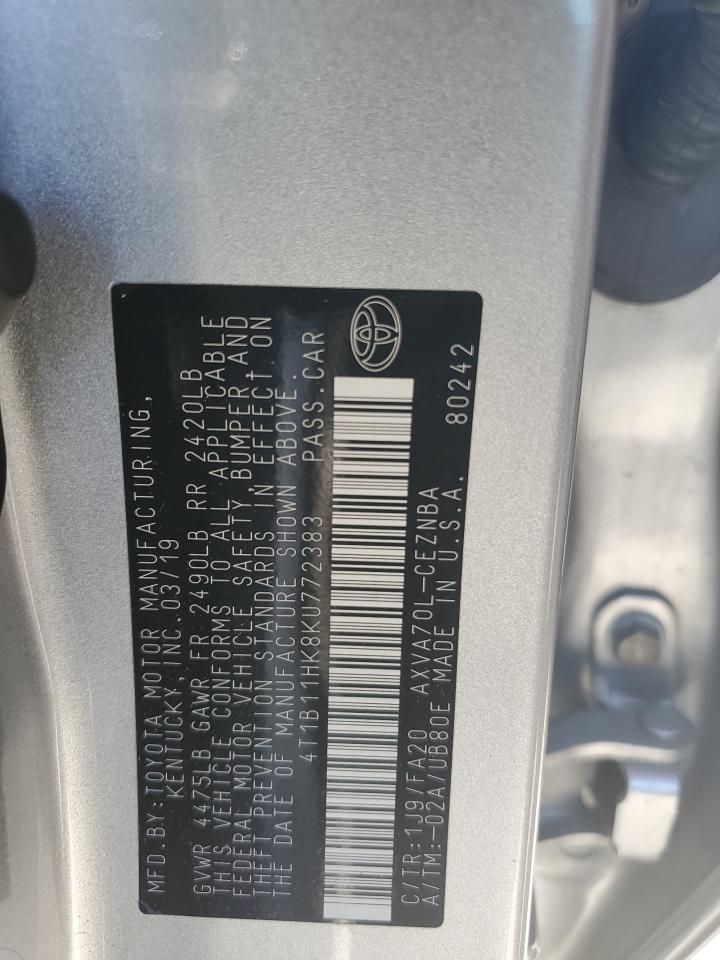 MFD.BY:TOYOTA MOTOR MANUFACTURING,
KENTUCKY, INC.03/19
GVWR 4475LB GAWR FR 2490LB RR 2420LB
THIS VEHICLE CONFORMS TO ALL APPLICABLE
FEDERAL MOTOR VEHICLE SAFETY, BUMPER, AND
THEFT PREVENTION STANDARDS IN EFFECT ON
THE DATE OF MANUFACTURE SHOWN ABOVE.
4T1B11HK8KU772383 PASS.CAR
C/TR:1J9/FA20 AXVA70L-CEZNBA
A/TM:-02A/UB80E MADE IN U.S.A. 80242